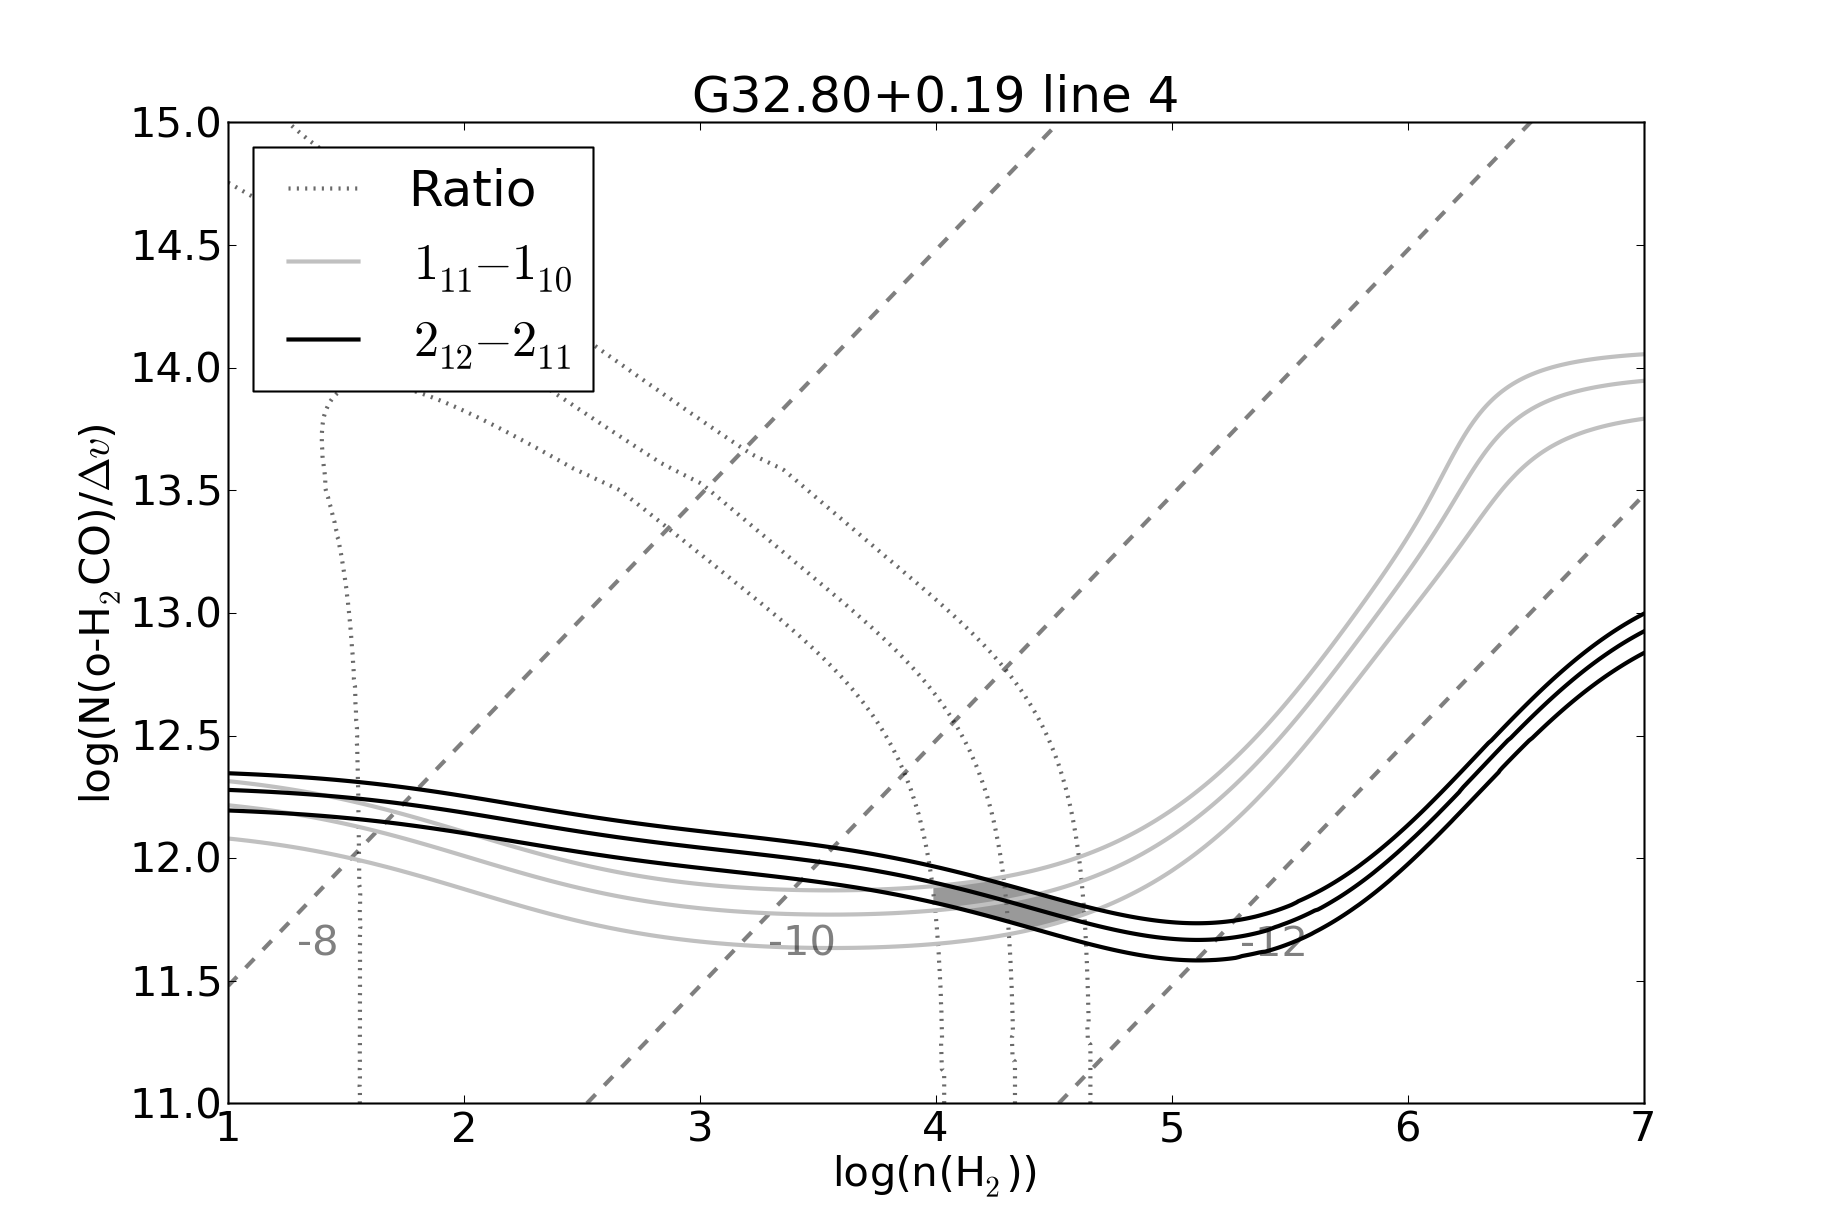 G32.80+0.19 line 4
15.0
14.5
14.0
13.5
13.0
12.5
12.0
11.5
11.0
log(N(o-H₂CO)/Δv)
Ratio
1₁₁−1₁₀
2₁₂−2₁₁
-8
-10
-12
1 2 3 4 5 6 7
log(n(H₂))